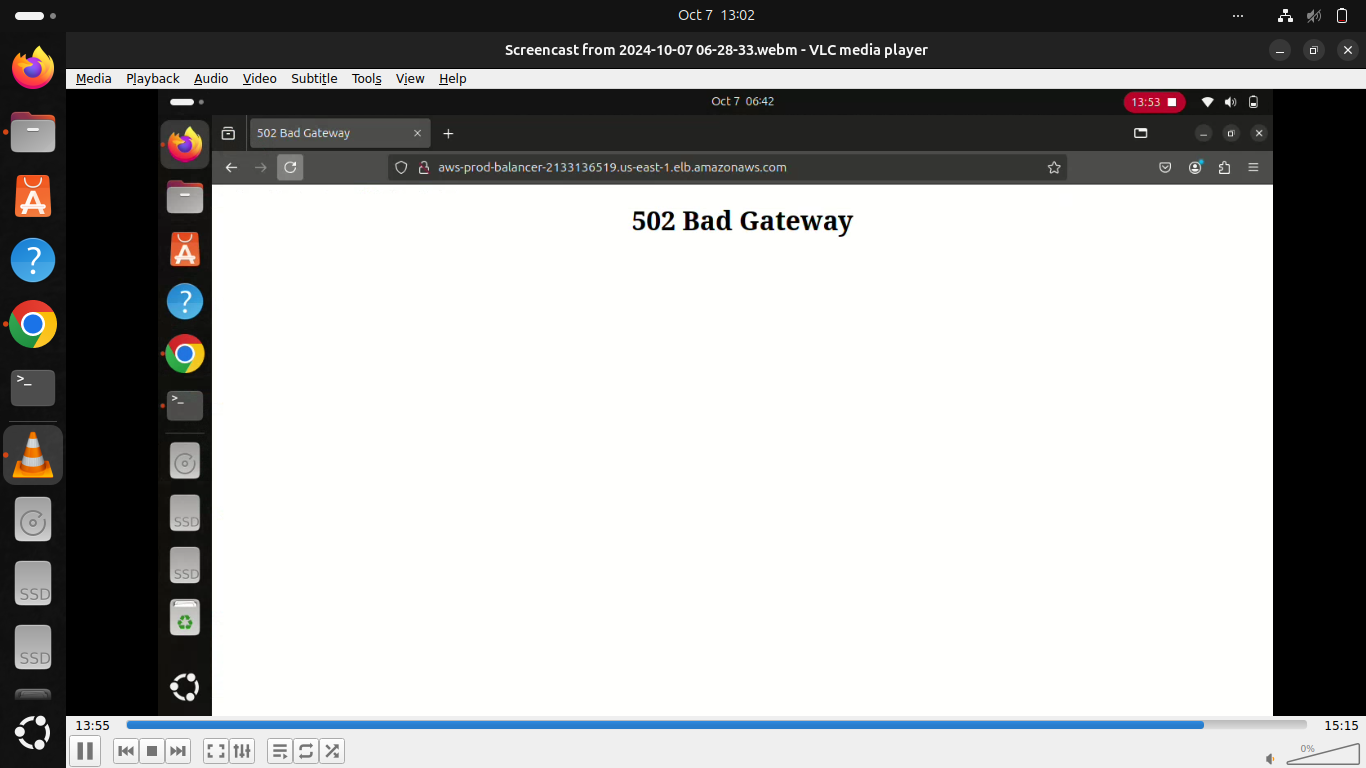 Oct 7 13:02
Screencast from 2024-10-07 06-28-33.webm - VLC media player
Media Playback Audio Video Subtitle Tools View Help
Oct 7 06:42
13:53
502 Bad Gateway
aws-prod-balancer-2133136519.us-east-1.elb.amazonaws.com
502 Bad Gateway
>_
SSD
SSD
>_
SSD
SSD
13:55
15:15
0%